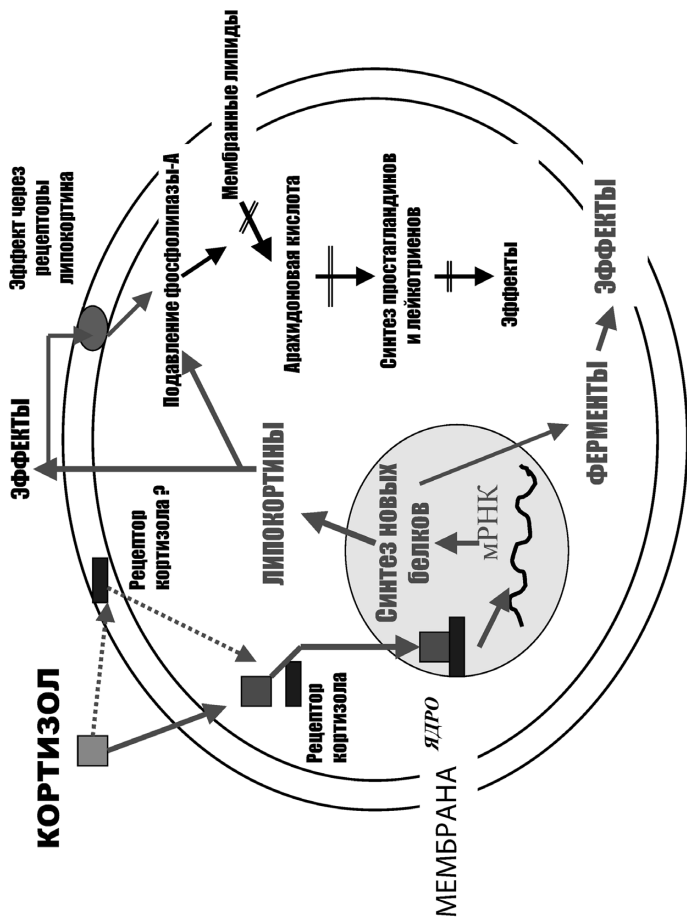 КОРТИЗОЛ
ЭФФЕКТЫ
Эффект через
рецепторы
липокортина
Рецептор
кортизола ?
Подавление фосфолипазы-А
Мембранные липиды
ЛИПОКОРТИНЫ
Арахидоновая кислота
Рецептор
кортизола
Синтез новых
белков
мРНК
Синтез простагландинов
и лейкотриенов
Эффекты
ЯДРО
МЕМБРАНА
ФЕРМЕНТЫ
ЭФФЕКТЫ